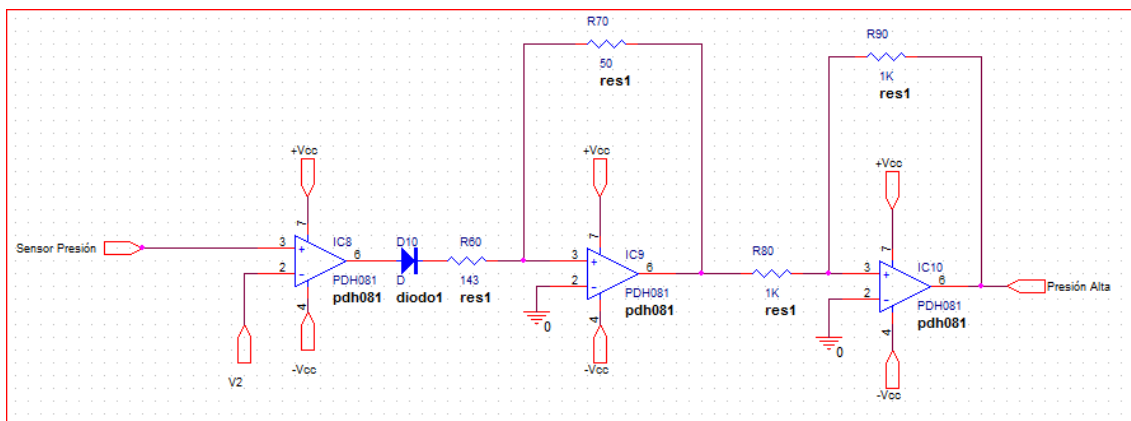 R70
50
res1
R90
1K
res1
+Vcc
7
Sensor Presión
3
+
2
-
6
4
IC8
PDH081
pdh081
V2
-Vcc
D10
D
diodo1
R60
143
res1
+Vcc
7
3
+
2
-
6
4
IC9
PDH081
pdh081
0
-Vcc
R80
1K
res1
+Vcc
7
3
+
2
-
6
4
IC10
PDH081
pdh081
0
-Vcc
Presión Alta